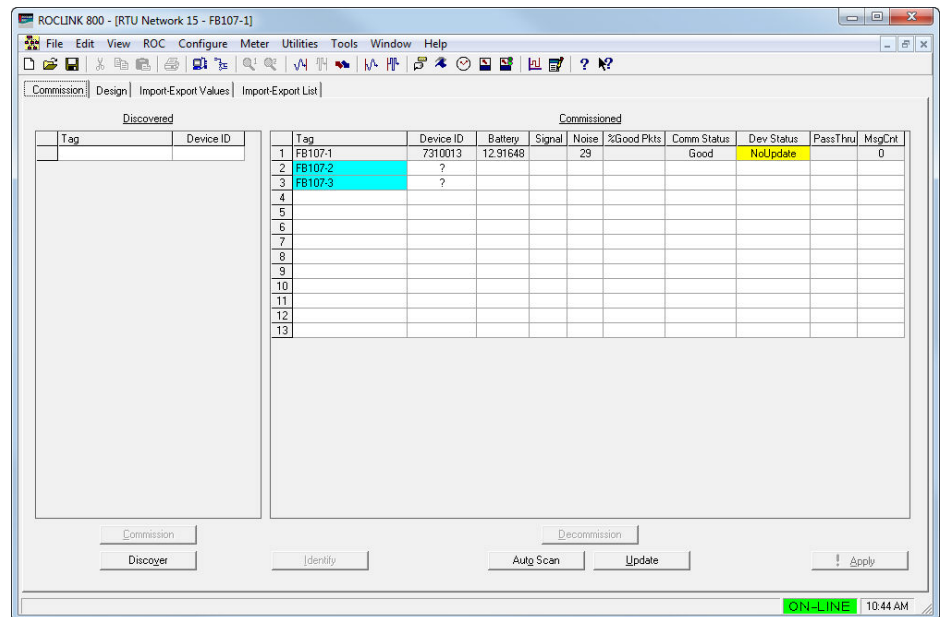 ROCLINK 800 - [RTU Network 15 - FB107-1]
File Edit View ROC Configure Meter Utilities Tools Window Help
Commission Design Import-Export Values Import-Export List
Discovered
Commissioned
Tag Device ID
Tag Device ID Battery Signal Noise %Good Pkts Comm Status Dev Status PassThru MsgCnt
1 FB107-1 7310013 12.91648 29 Good NoUpdate 0
2 FB107-2 ?
3 FB107-3 ?
4
5
6
7
8
9
10
11
12
13
Commission Decommission
Discover Identify Auto Scan Update ! Apply
ON-LINE 10:44 AM